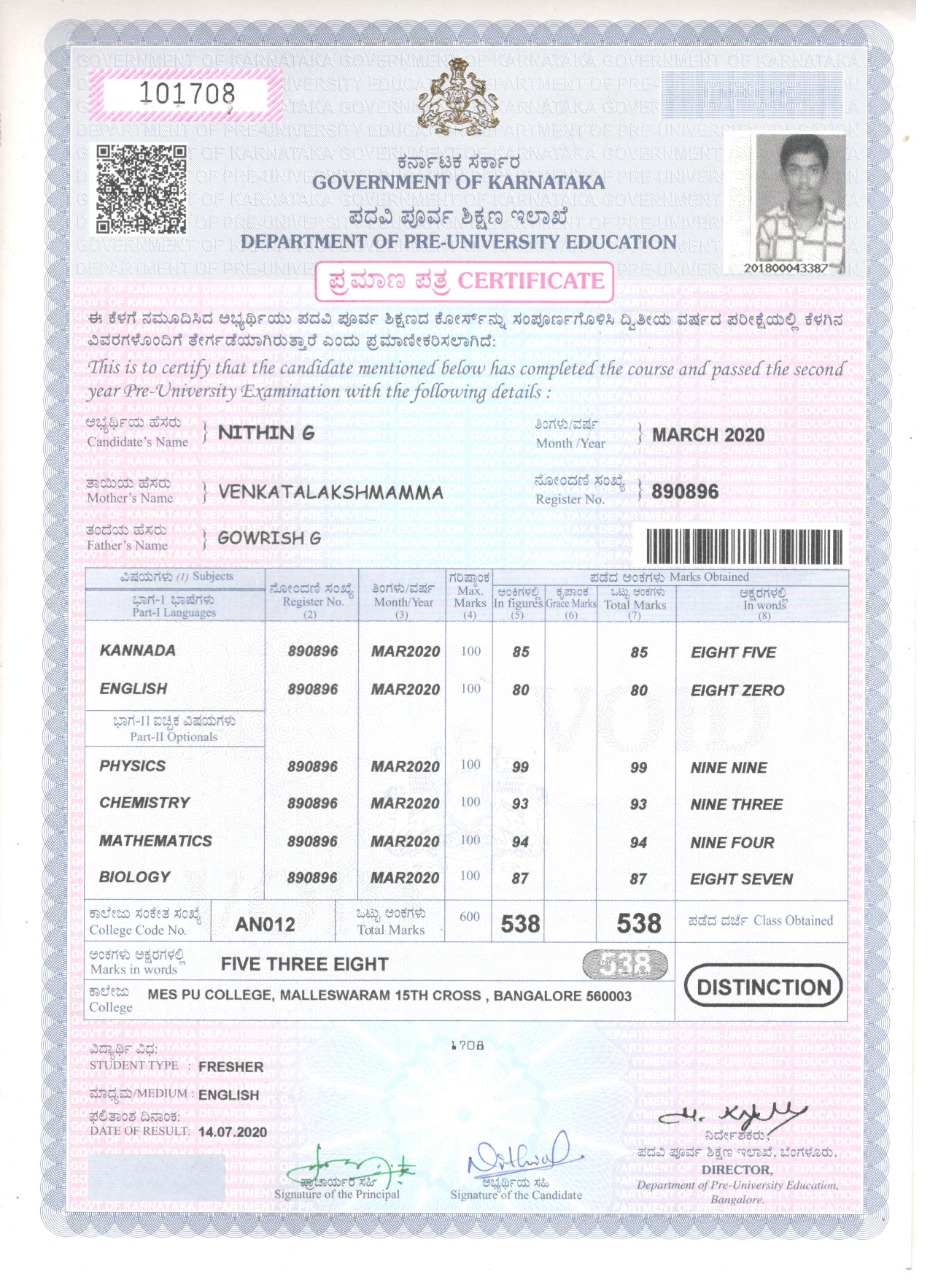 101708
ಕರ್ನಾಟಕ ಸರ್ಕಾರ
GOVERNMENT OF KARNATAKA
ಪದವಿ ಪೂರ್ವ ಶಿಕ್ಷಣ ಇಲಾಖೆ
DEPARTMENT OF PRE-UNIVERSITY EDUCATION
201800043387
ಪ್ರಮಾಣ ಪತ್ರ CERTIFICATE
ಈ ಕೆಳಗೆ ನಮೂದಿಸಿದ ಅಭ್ಯರ್ಥಿಯು ಪದವಿ ಪೂರ್ವ ಶಿಕ್ಷಣದ ಕೋರ್ಸ್‌ನ್ನು ಸಂಪೂರ್ಣಗೊಳಿಸಿ ದ್ವಿತೀಯ ವರ್ಷದ ಪರೀಕ್ಷೆಯಲ್ಲಿ ಕೆಳಗಿನ
ವಿವರಗಳೊಂದಿಗೆ ತೇರ್ಗಡೆಯಾಗಿರುತ್ತಾರೆ ಎಂದು ಪ್ರಮಾಣೀಕರಿಸಲಾಗಿದೆ:
This is to certify that the candidate mentioned below has completed the course and passed the second
year Pre-University Examination with the following details :
ಅಭ್ಯರ್ಥಿಯ ಹೆಸರು
Candidate's Name } NITHIN G
ತಿಂಗಳು/ವರ್ಷ
Month /Year } MARCH 2020
ತಾಯಿಯ ಹೆಸರು
Mother's Name } VENKATALAKSHMAMMA
ನೋಂದಣಿ ಸಂಖ್ಯೆ
Register No. } 890896
ತಂದೆಯ ಹೆಸರು
Father's Name } GOWRISH G
ವಿಷಯಗಳು (1) Subjects
ಭಾಗ-I ಭಾಷೆಗಳು
Part-I Languages
ನೋಂದಣಿ ಸಂಖ್ಯೆ
Register No.
(2)
ತಿಂಗಳು/ವರ್ಷ
Month/Year
(3)
ಗರಿಷ್ಠಾಂಕ
Max.
Marks
(4)
ಪಡೆದ ಅಂಕಗಳು Marks Obtained
ಅಂಕಿಗಳಲ್ಲಿ
In figures
(5)
ಕೃಪಾಂಕ
Grace Marks
(6)
ಒಟ್ಟು ಅಂಕಗಳು
Total Marks
(7)
ಅಕ್ಷರಗಳಲ್ಲಿ
In words
(8)
KANNADA 890896 MAR2020 100 85 85 EIGHT FIVE
ENGLISH 890896 MAR2020 100 80 80 EIGHT ZERO
ಭಾಗ-II ಐಚ್ಛಿಕ ವಿಷಯಗಳು
Part-II Optionals
PHYSICS 890896 MAR2020 100 99 99 NINE NINE
CHEMISTRY 890896 MAR2020 100 93 93 NINE THREE
MATHEMATICS 890896 MAR2020 100 94 94 NINE FOUR
BIOLOGY 890896 MAR2020 100 87 87 EIGHT SEVEN
ಕಾಲೇಜು ಸಂಕೇತ ಸಂಖ್ಯೆ
College Code No. AN012
ಒಟ್ಟು ಅಂಕಗಳು
Total Marks 600 538 538
ಪಡೆದ ದರ್ಜೆ Class Obtained
ಅಂಕಗಳು ಅಕ್ಷರಗಳಲ್ಲಿ
Marks in words FIVE THREE EIGHT 538
DISTINCTION
ಕಾಲೇಜು
College MES PU COLLEGE, MALLESWARAM 15TH CROSS , BANGALORE 560003
1708
ವಿದ್ಯಾರ್ಥಿ ವಿಧ:
STUDENT TYPE : FRESHER
ಮಾಧ್ಯಮ/MEDIUM : ENGLISH
ಫಲಿತಾಂಶ ದಿನಾಂಕ:
DATE OF RESULT: 14.07.2020
ಪ್ರಾಚಾರ್ಯರ ಸಹಿ
Signature of the Principal
ಅಭ್ಯರ್ಥಿಯ ಸಹಿ
Signature of the Candidate
ನಿರ್ದೇಶಕರು,
ಪದವಿ ಪೂರ್ವ ಶಿಕ್ಷಣ ಇಲಾಖೆ, ಬೆಂಗಳೂರು.
DIRECTOR,
Department of Pre-University Education,
Bangalore.